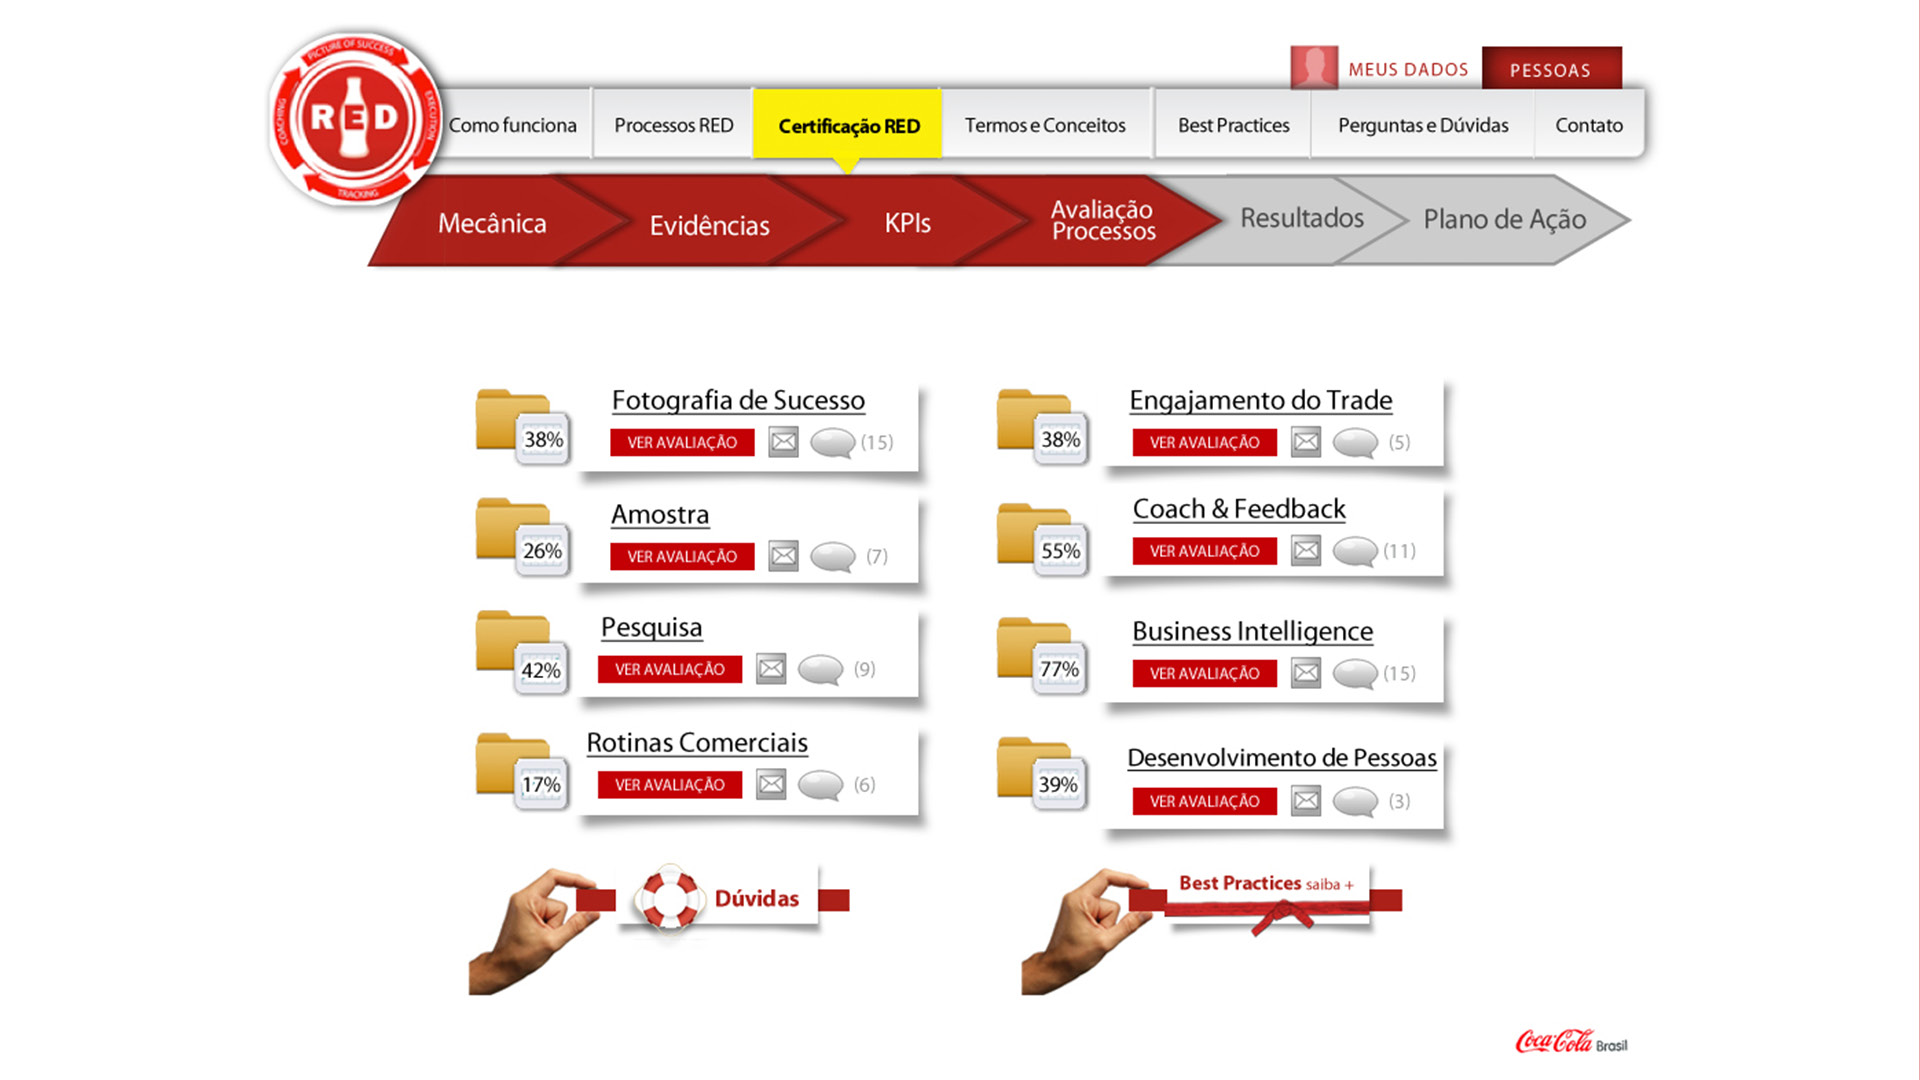 PICTURE OF SUCCESS
EXECUTION
TRACKING
COACHING
RED
MEUS DADOS
PESSOAS
Como funciona
Processos RED
Certificação RED
Termos e Conceitos
Best Practices
Perguntas e Dúvidas
Contato
Mecânica
Evidências
KPIs
Avaliação
Processos
Resultados
Plano de Ação
Fotografia de Sucesso
38%
VER AVALIAÇÃO
(15)
Amostra
26%
VER AVALIAÇÃO
(7)
Pesquisa
42%
VER AVALIAÇÃO
(9)
Rotinas Comerciais
17%
VER AVALIAÇÃO
(6)
Engajamento do Trade
38%
VER AVALIAÇÃO
(5)
Coach & Feedback
55%
VER AVALIAÇÃO
(11)
Business Intelligence
77%
VER AVALIAÇÃO
(15)
Desenvolvimento de Pessoas
39%
VER AVALIAÇÃO
(3)
Dúvidas
Best Practices saiba +
Coca-Cola Brasil